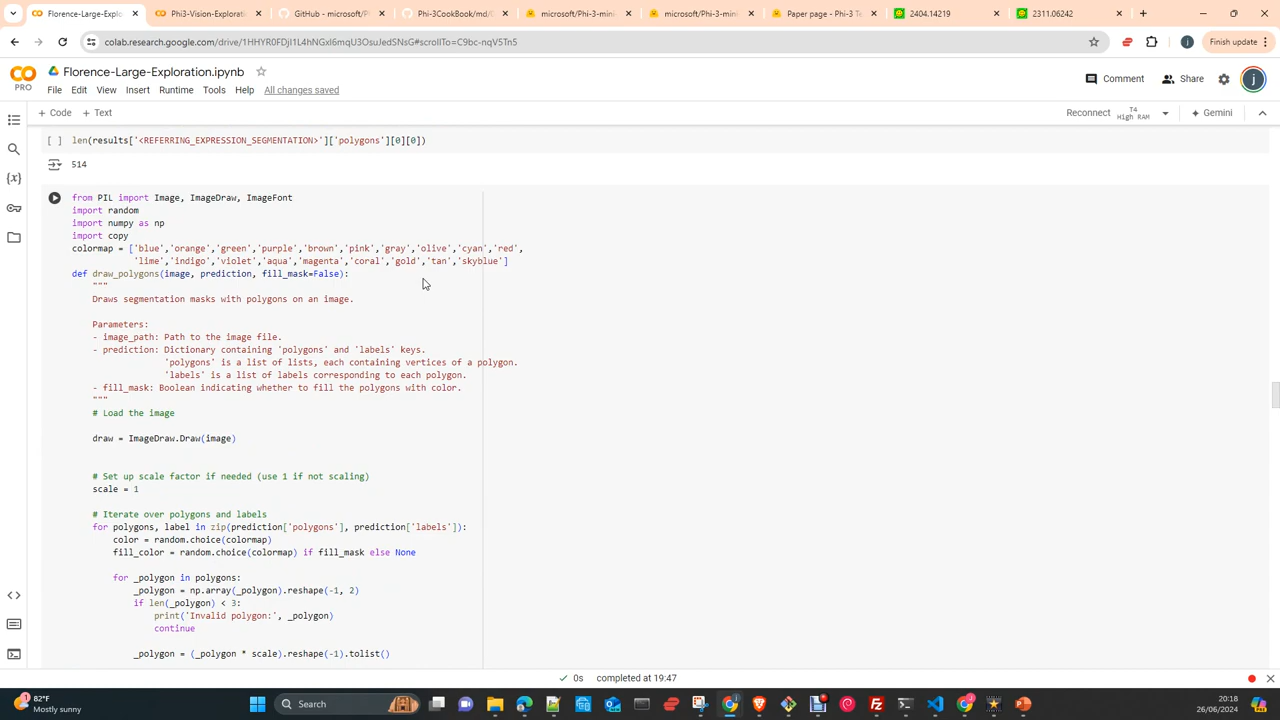 Florence-Large-Explo
Phi3-Vision-Exploratio
GitHub - microsoft/Ph
Phi-3CookBook/md/
microsoft/Phi-3-mini
microsoft/Phi-3-mini
Paper page - Phi-3 Te
2404.14219
2311.06242
colab.research.google.com/drive/1HHYR0FDjI1L4hNGxI6mqU3OsuJedSNsG#scrollTo=C9bc-nqV5Tn5
Finish update
PRO
Florence-Large-Exploration.ipynb
File Edit View Insert Runtime Tools Help All changes saved
Comment
Share
j
+ Code + Text
Reconnect
T4
High RAM
Gemini
[ ] len(results['<REFERRING_EXPRESSION_SEGMENTATION>']['polygons'][0][0])
514
from PIL import Image, ImageDraw, ImageFont
import random
import numpy as np
import copy
colormap = ['blue','orange','green','purple','brown','pink','gray','olive','cyan','red',
'lime','indigo','violet','aqua','magenta','coral','gold','tan','skyblue']
def draw_polygons(image, prediction, fill_mask=False):
"""
Draws segmentation masks with polygons on an image.
Parameters:
- image_path: Path to the image file.
- prediction: Dictionary containing 'polygons' and 'labels' keys.
'polygons' is a list of lists, each containing vertices of a polygon.
'labels' is a list of labels corresponding to each polygon.
- fill_mask: Boolean indicating whether to fill the polygons with color.
"""
# Load the image
draw = ImageDraw.Draw(image)
# Set up scale factor if needed (use 1 if not scaling)
scale = 1
# Iterate over polygons and labels
for polygons, label in zip(prediction['polygons'], prediction['labels']):
color = random.choice(colormap)
fill_color = random.choice(colormap) if fill_mask else None
for _polygon in polygons:
_polygon = np.array(_polygon).reshape(-1, 2)
if len(_polygon) < 3:
print('Invalid polygon:', _polygon)
continue
_polygon = (_polygon * scale).reshape(-1).tolist()
0s completed at 19:47
82°F
Mostly sunny
Search
20:18
26/06/2024